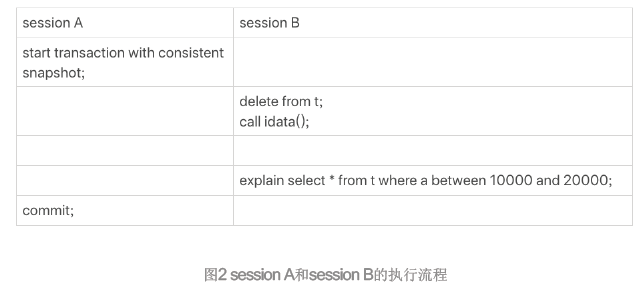 session A
session B
start transaction with consistent
snapshot;
delete from t;
call idata();
explain select * from t where a between 10000 and 20000;
commit;
图2 session A和session B的执行流程